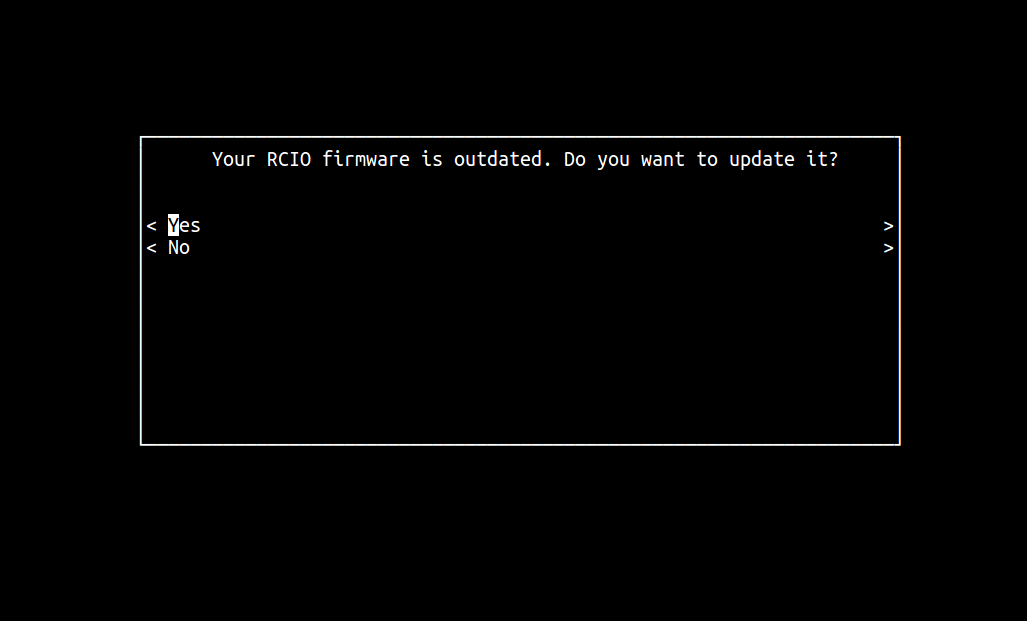 Your RCIO firmware is outdated. Do you want to update it?
< Yes >
< No >